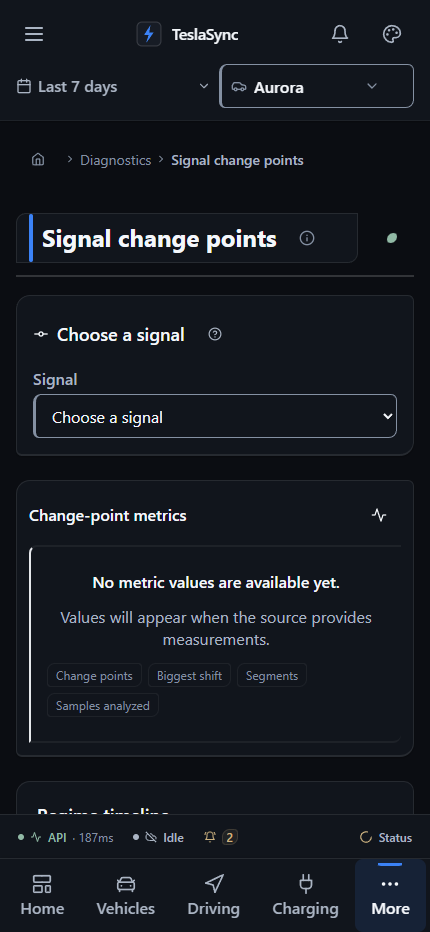 TeslaSync
Last 7 days
Aurora
Diagnostics
Signal change points
Signal change points
Choose a signal
Signal
Choose a signal
Change-point metrics
No metric values are available yet.
Values will appear when the source provides
measurements.
Change points
Biggest shift
Segments
Samples analyzed
Regime timeline
API · 187ms
Idle
2
Status
Home
Vehicles
Driving
Charging
More